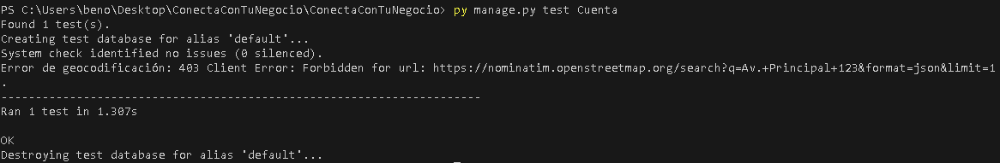 PS C:\Users\beno\Desktop\ConectaConTuNegocio\ConectaConTuNegocio> py manage.py test Cuenta
Found 1 test(s).
Creating test database for alias 'default'...
System check identified no issues (0 silenced).
Error de geocodificación: 403 Client Error: Forbidden for url: https://nominatim.openstreetmap.org/search?q=Av.+Principal+123&format=json&limit=1
.
----------------------------------------------------------------------
Ran 1 test in 1.307s
OK
Destroying test database for alias 'default'...